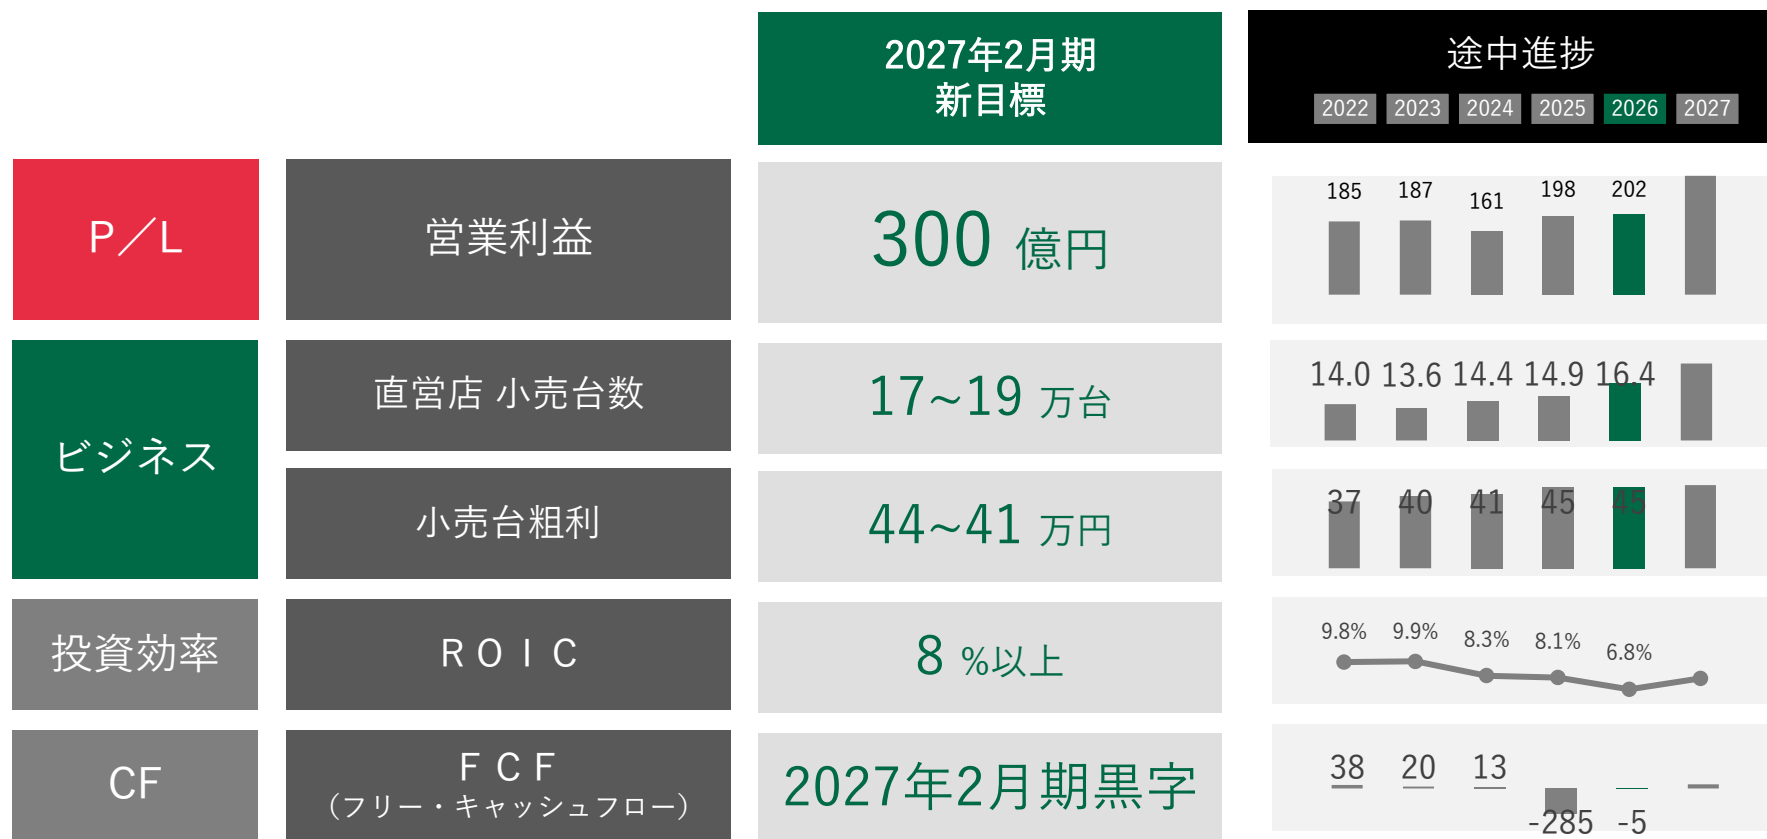 2027年2月期
新目標
途中進捗
2022 2023 2024 2025 2026 2027
P／L
営業利益
300 億円
185 187 161 198 202
ビジネス
直営店 小売台数
17~19 万台
14.0 13.6 14.4 14.9 16.4
小売台粗利
44~41 万円
37 40 41 45 45
投資効率
ＲＯＩＣ
8 %以上
9.8% 9.9% 8.3% 8.1% 6.8%
CF
ＦＣＦ
（フリー・キャッシュフロー）
2027年2月期黒字
38 20 13 -285 -5